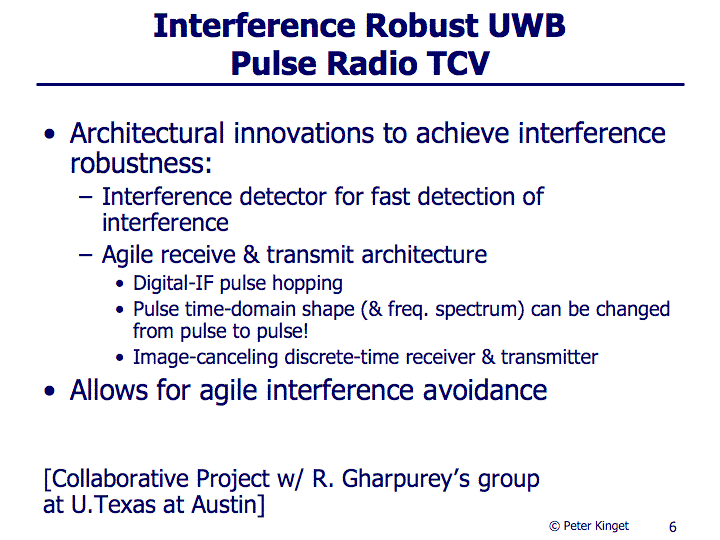 Interference Robust UWB
Pulse Radio TCV
• Architectural innovations to achieve interference
robustness:
– Interference detector for fast detection of
interference
– Agile receive & transmit architecture
• Digital-IF pulse hopping
• Pulse time-domain shape (& freq. spectrum) can be changed
from pulse to pulse!
• Image-canceling discrete-time receiver & transmitter
• Allows for agile interference avoidance
[Collaborative Project w/ R. Gharpurey’s group
at U.Texas at Austin]
© Peter Kinget 6